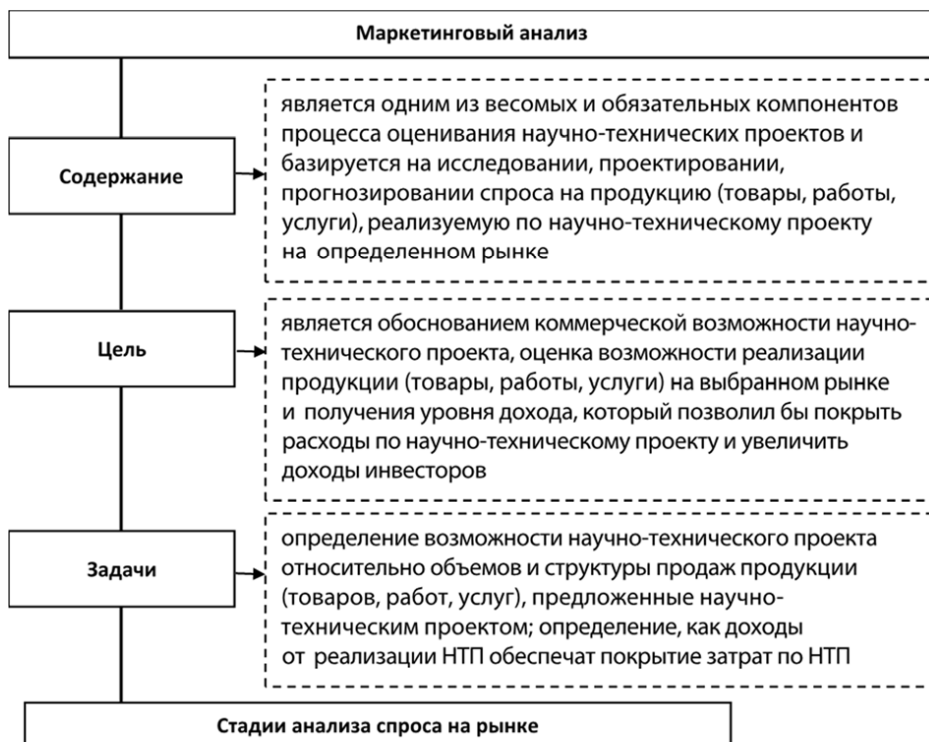 Маркетинговый анализ
Содержание
является одним из весомых и обязательных компонентов
процесса оценивания научно-технических проектов и
базируется на исследовании, проектировании,
прогнозировании спроса на продукцию (товары, работы,
услуги), реализуемую по научно-техническому проекту
на определенном рынке
Цель
является обоснованием коммерческой возможности научно-
технического проекта, оценка возможности реализации
продукции (товары, работы, услуги) на выбранном рынке
и получения уровня дохода, который позволил бы покрыть
расходы по научно-техническому проекту и увеличить
доходы инвесторов
Задачи
определение возможности научно-технического проекта
относительно объемов и структуры продаж продукции
(товаров, работ, услуг), предложенные научно-
техническим проектом; определение, как доходы
от реализации НТП обеспечат покрытие затрат по НТП
Стадии анализа спроса на рынке